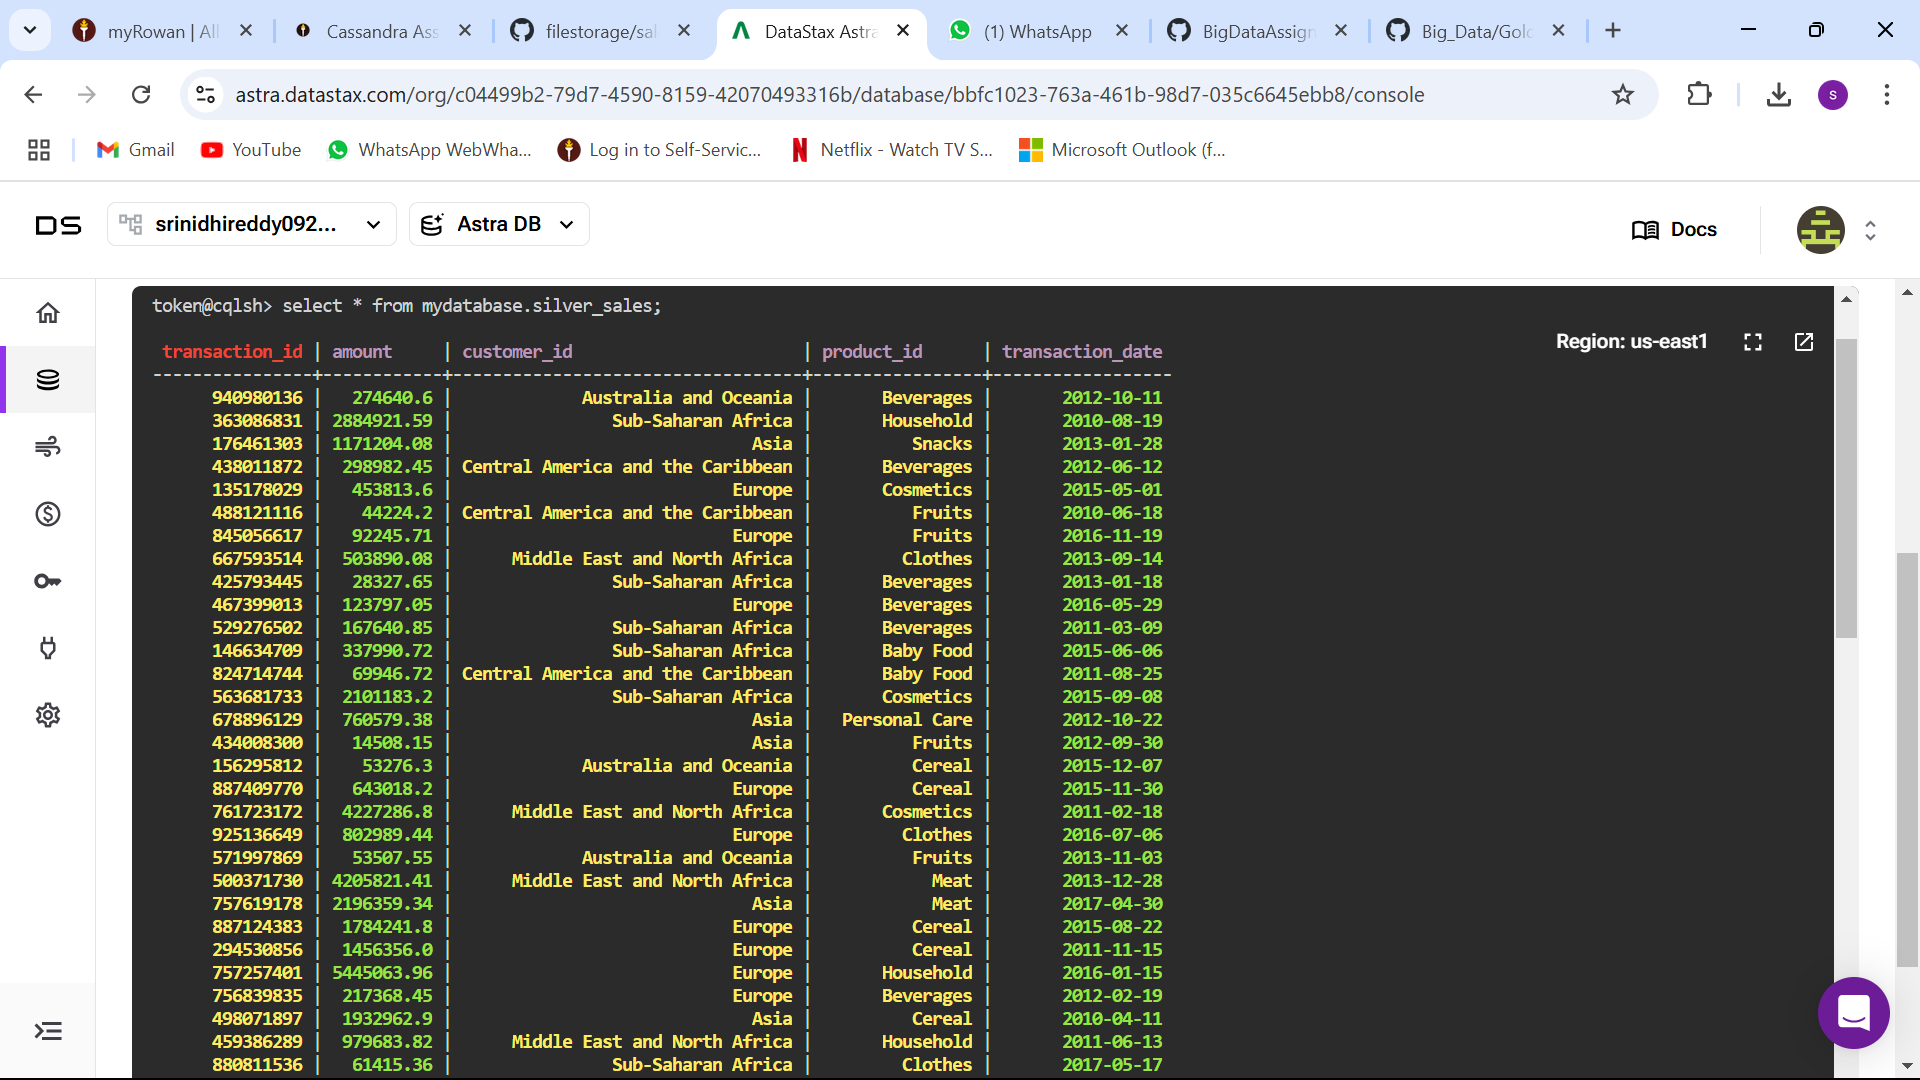 myRowan | All
Cassandra Ass
filestorage/sal
DataStax Astra
(1) WhatsApp
BigDataAssign
Big_Data/Gold
astra.datastax.com/org/c04499b2-79d7-4590-8159-42070493316b/database/bbfc1023-763a-461b-98d7-035c6645ebb8/console
s
Gmail
YouTube
WhatsApp WebWha...
Log in to Self-Servic...
Netflix - Watch TV S...
Microsoft Outlook (f...
DS
srinidhireddy092...
Astra DB
Docs
token@cqlsh> select * from mydatabase.silver_sales;
Region: us-east1
transaction_id | amount | customer_id | product_id | transaction_date
----------------+------------+-----------------------------------+-----------------+------------------
940980136 | 274640.6 | Australia and Oceania | Beverages | 2012-10-11
363086831 | 2884921.59 | Sub-Saharan Africa | Household | 2010-08-19
176461303 | 1171204.08 | Asia | Snacks | 2013-01-28
438011872 | 298982.45 | Central America and the Caribbean | Beverages | 2012-06-12
135178029 | 453813.6 | Europe | Cosmetics | 2015-05-01
488121116 | 44224.2 | Central America and the Caribbean | Fruits | 2010-06-18
845056617 | 92245.71 | Europe | Fruits | 2016-11-19
667593514 | 503890.08 | Middle East and North Africa | Clothes | 2013-09-14
425793445 | 28327.65 | Sub-Saharan Africa | Beverages | 2013-01-18
467399013 | 123797.05 | Europe | Beverages | 2016-05-29
529276502 | 167640.85 | Sub-Saharan Africa | Beverages | 2011-03-09
146634709 | 337990.72 | Sub-Saharan Africa | Baby Food | 2015-06-06
824714744 | 69946.72 | Central America and the Caribbean | Baby Food | 2011-08-25
563681733 | 2101183.2 | Sub-Saharan Africa | Cosmetics | 2015-09-08
678896129 | 760579.38 | Asia | Personal Care | 2012-10-22
434008300 | 14508.15 | Asia | Fruits | 2012-09-30
156295812 | 53276.3 | Australia and Oceania | Cereal | 2015-12-07
887409770 | 643018.2 | Europe | Cereal | 2015-11-30
761723172 | 4227286.8 | Middle East and North Africa | Cosmetics | 2011-02-18
925136649 | 802989.44 | Europe | Clothes | 2016-07-06
571997869 | 53507.55 | Australia and Oceania | Fruits | 2013-11-03
500371730 | 4205821.41 | Middle East and North Africa | Meat | 2013-12-28
757619178 | 2196359.34 | Asia | Meat | 2017-04-30
887124383 | 1784241.8 | Europe | Cereal | 2015-08-22
294530856 | 1456356.0 | Europe | Cereal | 2011-11-15
757257401 | 5445063.96 | Europe | Household | 2016-01-15
756839835 | 217368.45 | Europe | Beverages | 2012-02-19
498071897 | 1932962.9 | Asia | Cereal | 2010-04-11
459386289 | 979683.82 | Middle East and North Africa | Household | 2011-06-13
880811536 | 61415.36 | Sub-Saharan Africa | Clothes | 2017-05-17